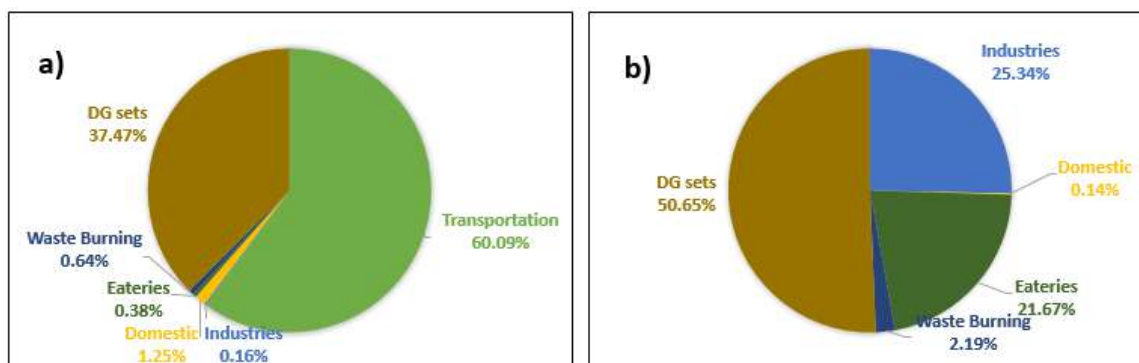 a)
DG sets
37.47%
Transportation
60.09%
Waste Burning
0.64%
Eateries
0.38%
Domestic
1.25%
Industries
0.16%
b)
Industries
25.34%
Domestic
0.14%
DG sets
50.65%
Eateries
21.67%
Waste Burning
2.19%